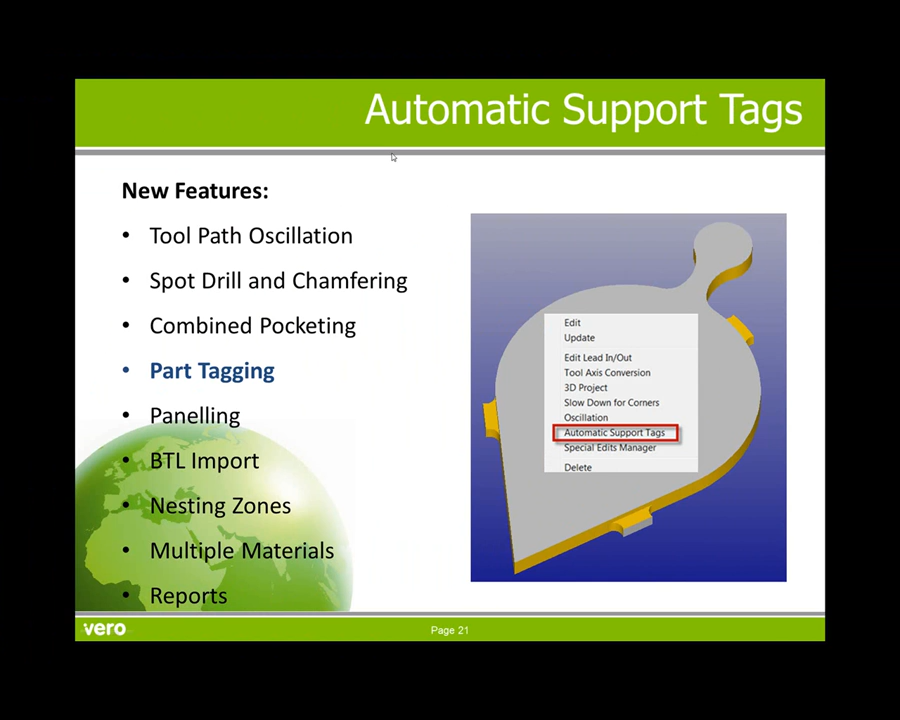 Automatic Support Tags
New Features:
• Tool Path Oscillation
• Spot Drill and Chamfering
• Combined Pocketing
• Part Tagging
• Panelling
• BTL Import
• Nesting Zones
• Multiple Materials
• Reports
Edit
Update
Edit Lead In/Out
Tool Axis Conversion
3D Project
Slow Down for Corners
Oscillation
Automatic Support Tags
Special Edits Manager
Delete
vero
Page 21